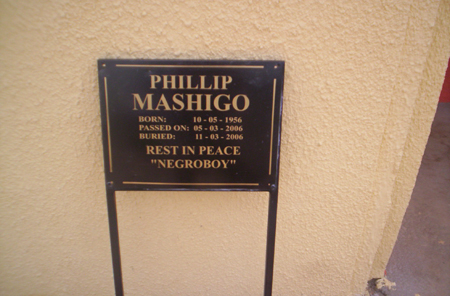 PHILLIP
MASHIGO
BORN: 10 - 05 - 1956
PASSED ON: 05 - 03 - 2006
BURIED: 11 - 03 - 2006
REST IN PEACE
"NEGROBOY"